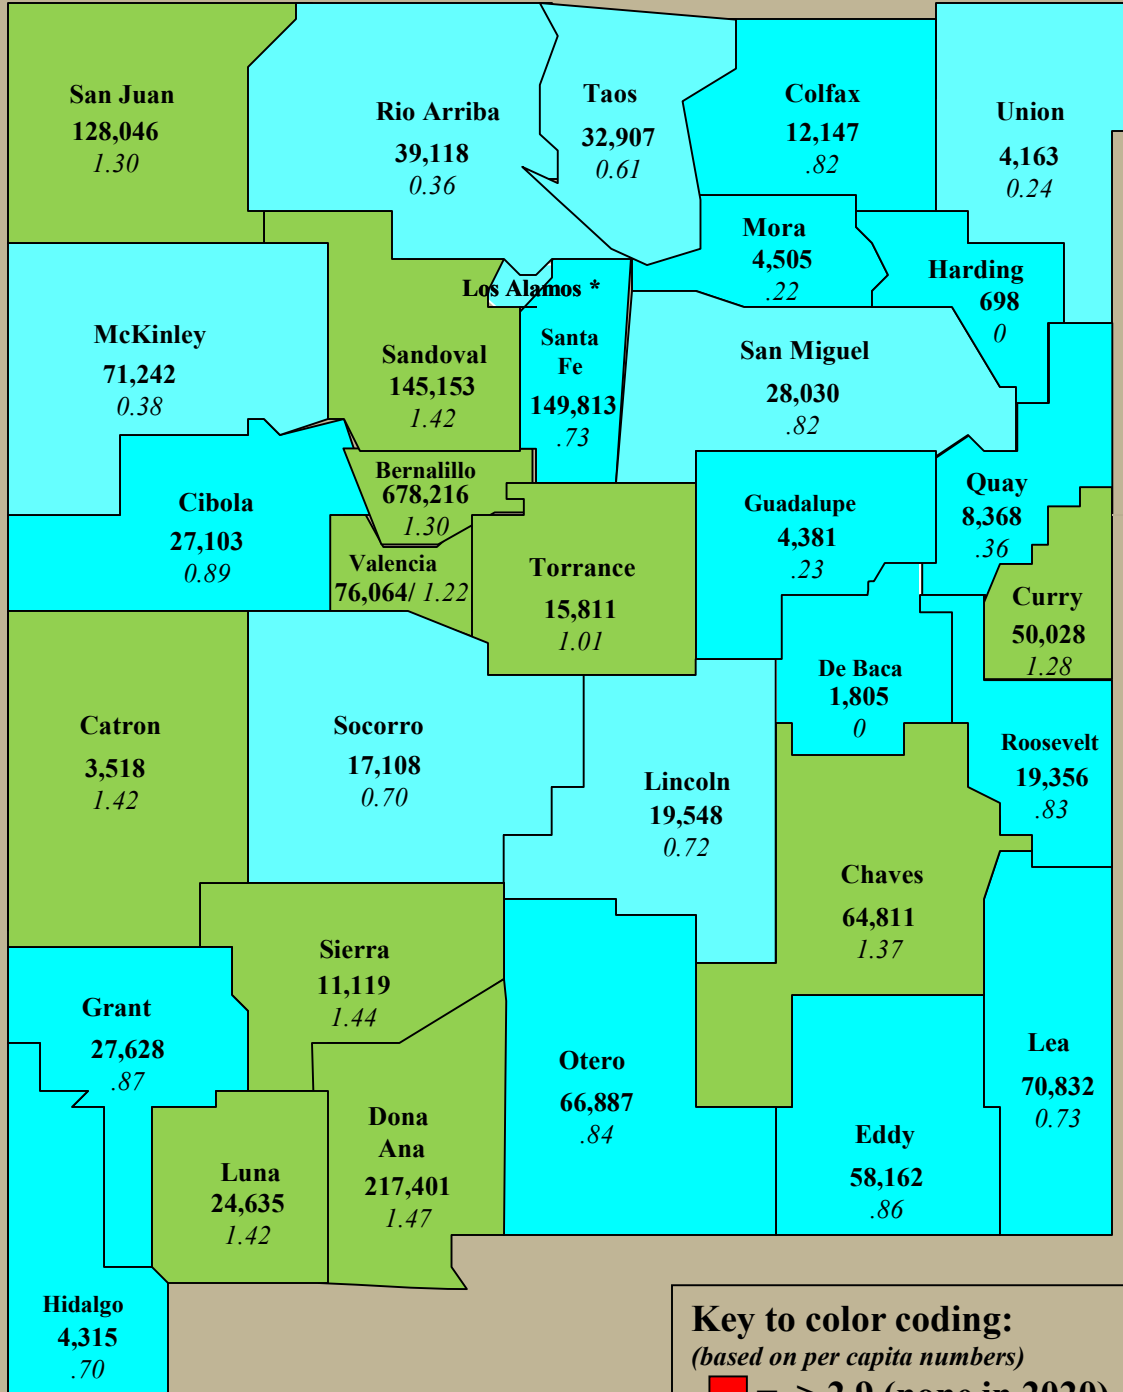 San Juan
128,046
1.30
Rio Arriba
39,118
0.36
Taos
32,907
0.61
Colfax
12,147
.82
Union
4,163
0.24
Mora
4,505
.22
Harding
698
0
Los Alamos *
McKinley
71,242
0.38
Sandoval
145,153
1.42
Santa
Fe
149,813
.73
San Miguel
28,030
.82
Cibola
27,103
0.89
Bernalillo
678,216
1.30
Valencia
76,064/ 1.22
Torrance
15,811
1.01
Guadalupe
4,381
.23
Quay
8,368
.36
Curry
50,028
1.28
De Baca
1,805
0
Roosevelt
19,356
.83
Catron
3,518
1.42
Socorro
17,108
0.70
Lincoln
19,548
0.72
Chaves
64,811
1.37
Sierra
11,119
1.44
Grant
27,628
.87
Otero
66,887
.84
Lea
70,832
0.73
Dona
Ana
217,401
1.47
Eddy
58,162
.86
Luna
24,635
1.42
Hidalgo
4,315
.70
Key to color coding:
(based on per capita numbers)
= > 2.9 (none in 2020)